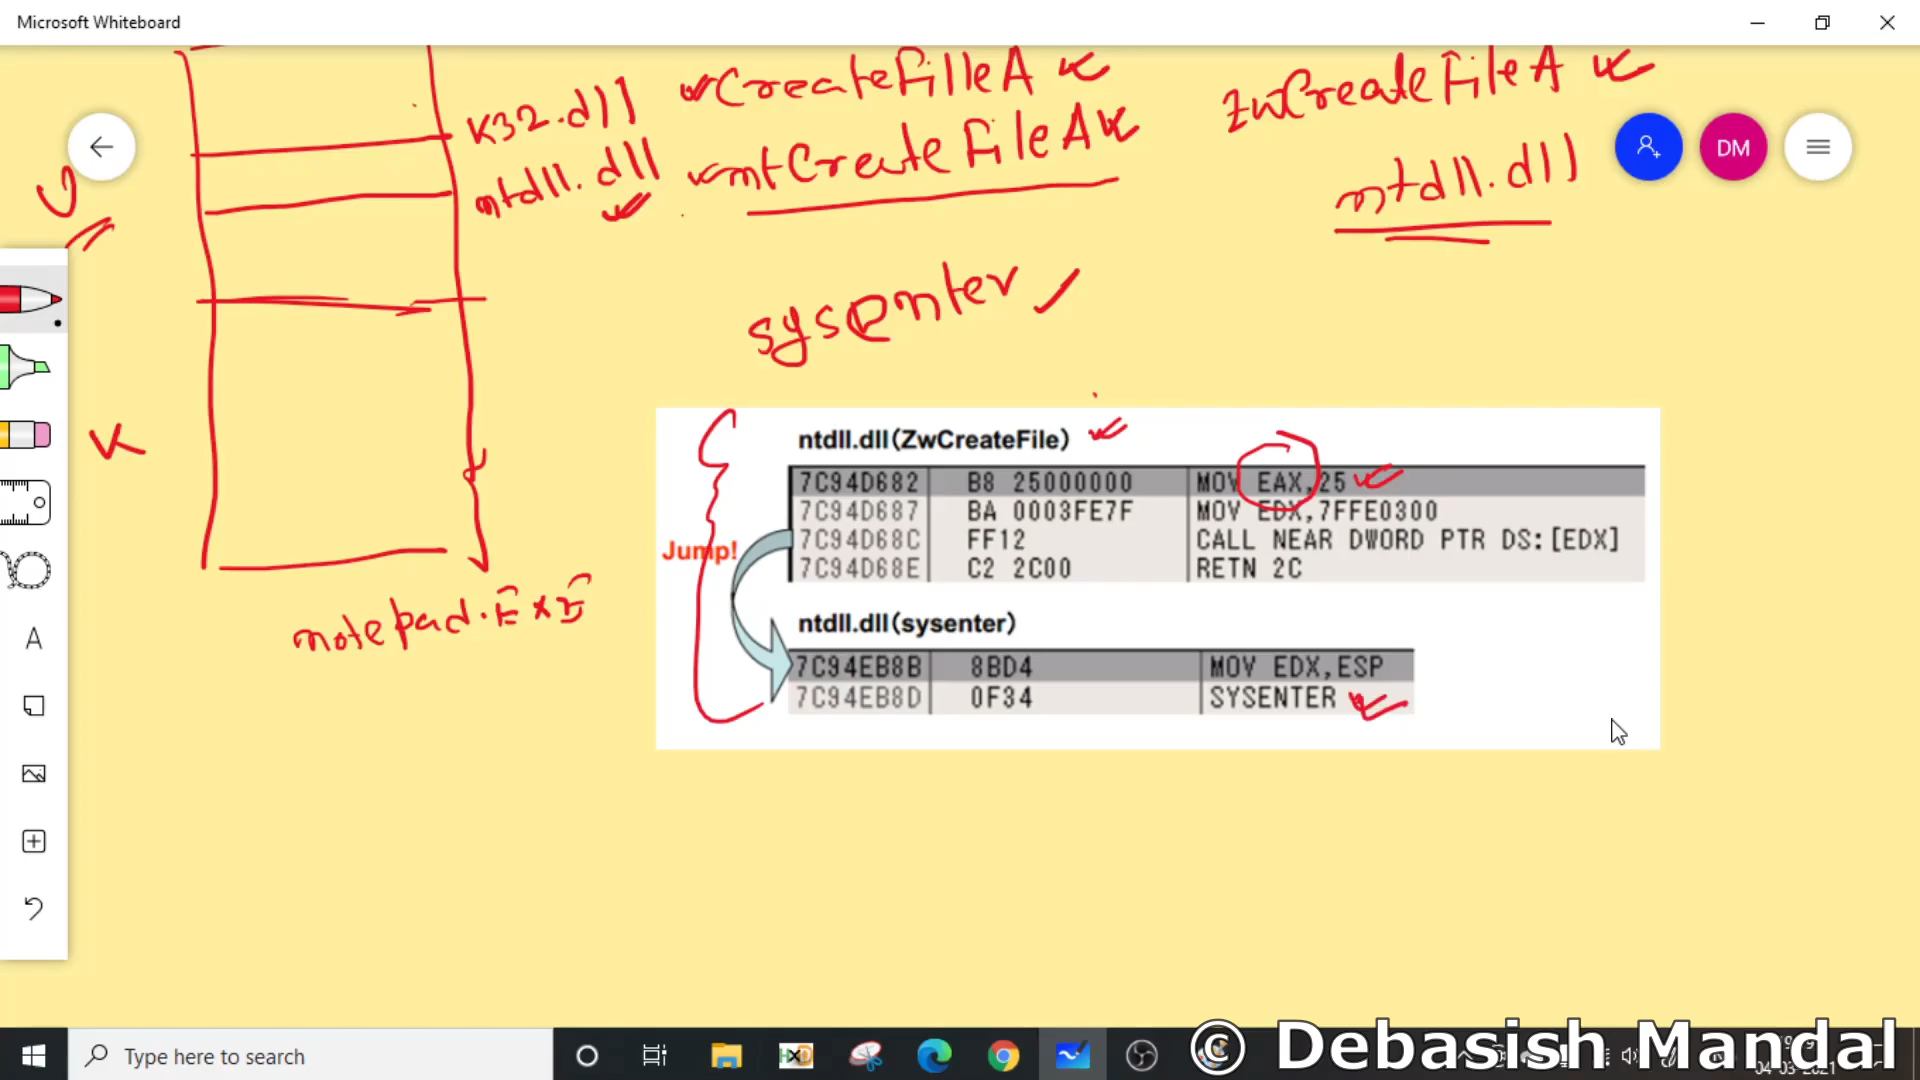 Microsoft Whiteboard
K32.dll CreateFilleA ZwCreateFileA
ntdll.dll ntCreateFileA ntdll.dll
DM
U
sysenter
K
notepad.EXE
ntdll.dll(ZwCreateFile)
7C94D682 B8 25000000 MOV EAX,25
7C94D687 BA 0003FE7F MOV EDX,7FFE0300
7C94D68C FF12 CALL NEAR DWORD PTR DS:[EDX]
7C94D68E C2 2C00 RETN 2C
Jump!
ntdll.dll(sysenter)
7C94EB8B 8BD4 MOV EDX,ESP
7C94EB8D 0F34 SYSENTER
A
Type here to search
© Debasish Mandal